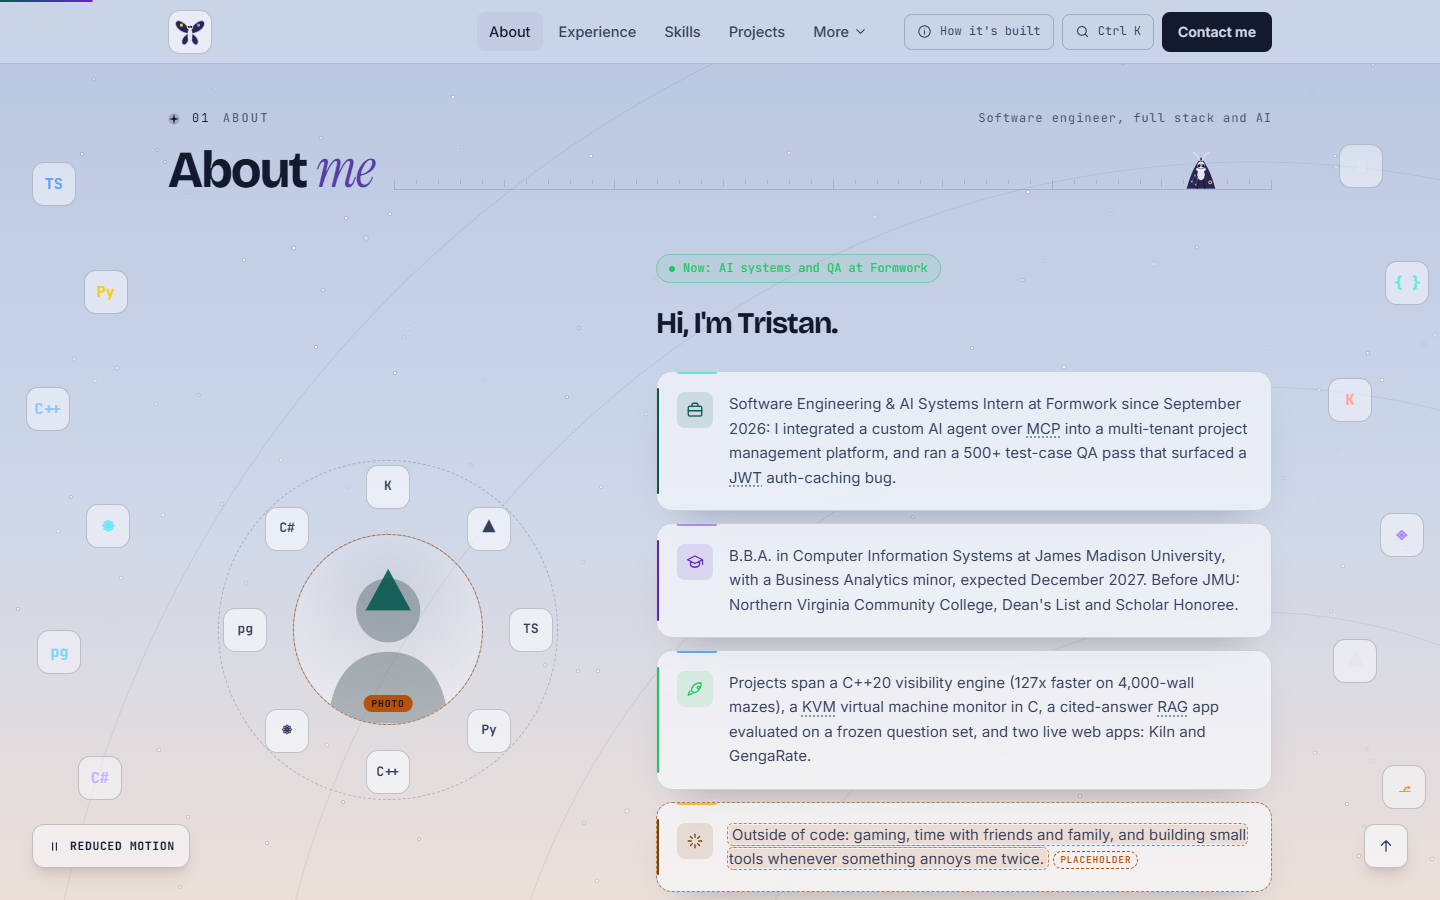 About
Experience
Skills
Projects
More
How it's built
Ctrl K
Contact me
01 ABOUT
Software engineer, full stack and AI
About me
TS
Py
C++
pg
C#
{ }
K
Now: AI systems and QA at Formwork
Hi, I'm Tristan.
K
C#
pg
TS
PHOTO
Py
C++
Software Engineering & AI Systems Intern at Formwork since September
2026: I integrated a custom AI agent over MCP into a multi-tenant project
management platform, and ran a 500+ test-case QA pass that surfaced a
JWT auth-caching bug.
B.B.A. in Computer Information Systems at James Madison University,
with a Business Analytics minor, expected December 2027. Before JMU:
Northern Virginia Community College, Dean's List and Scholar Honoree.
Projects span a C++20 visibility engine (127x faster on 4,000-wall
mazes), a KVM virtual machine monitor in C, a cited-answer RAG app
evaluated on a frozen question set, and two live web apps: Kiln and
GengaRate.
Outside of code: gaming, time with friends and family, and building small
tools whenever something annoys me twice. PLACEHOLDER
REDUCED MOTION